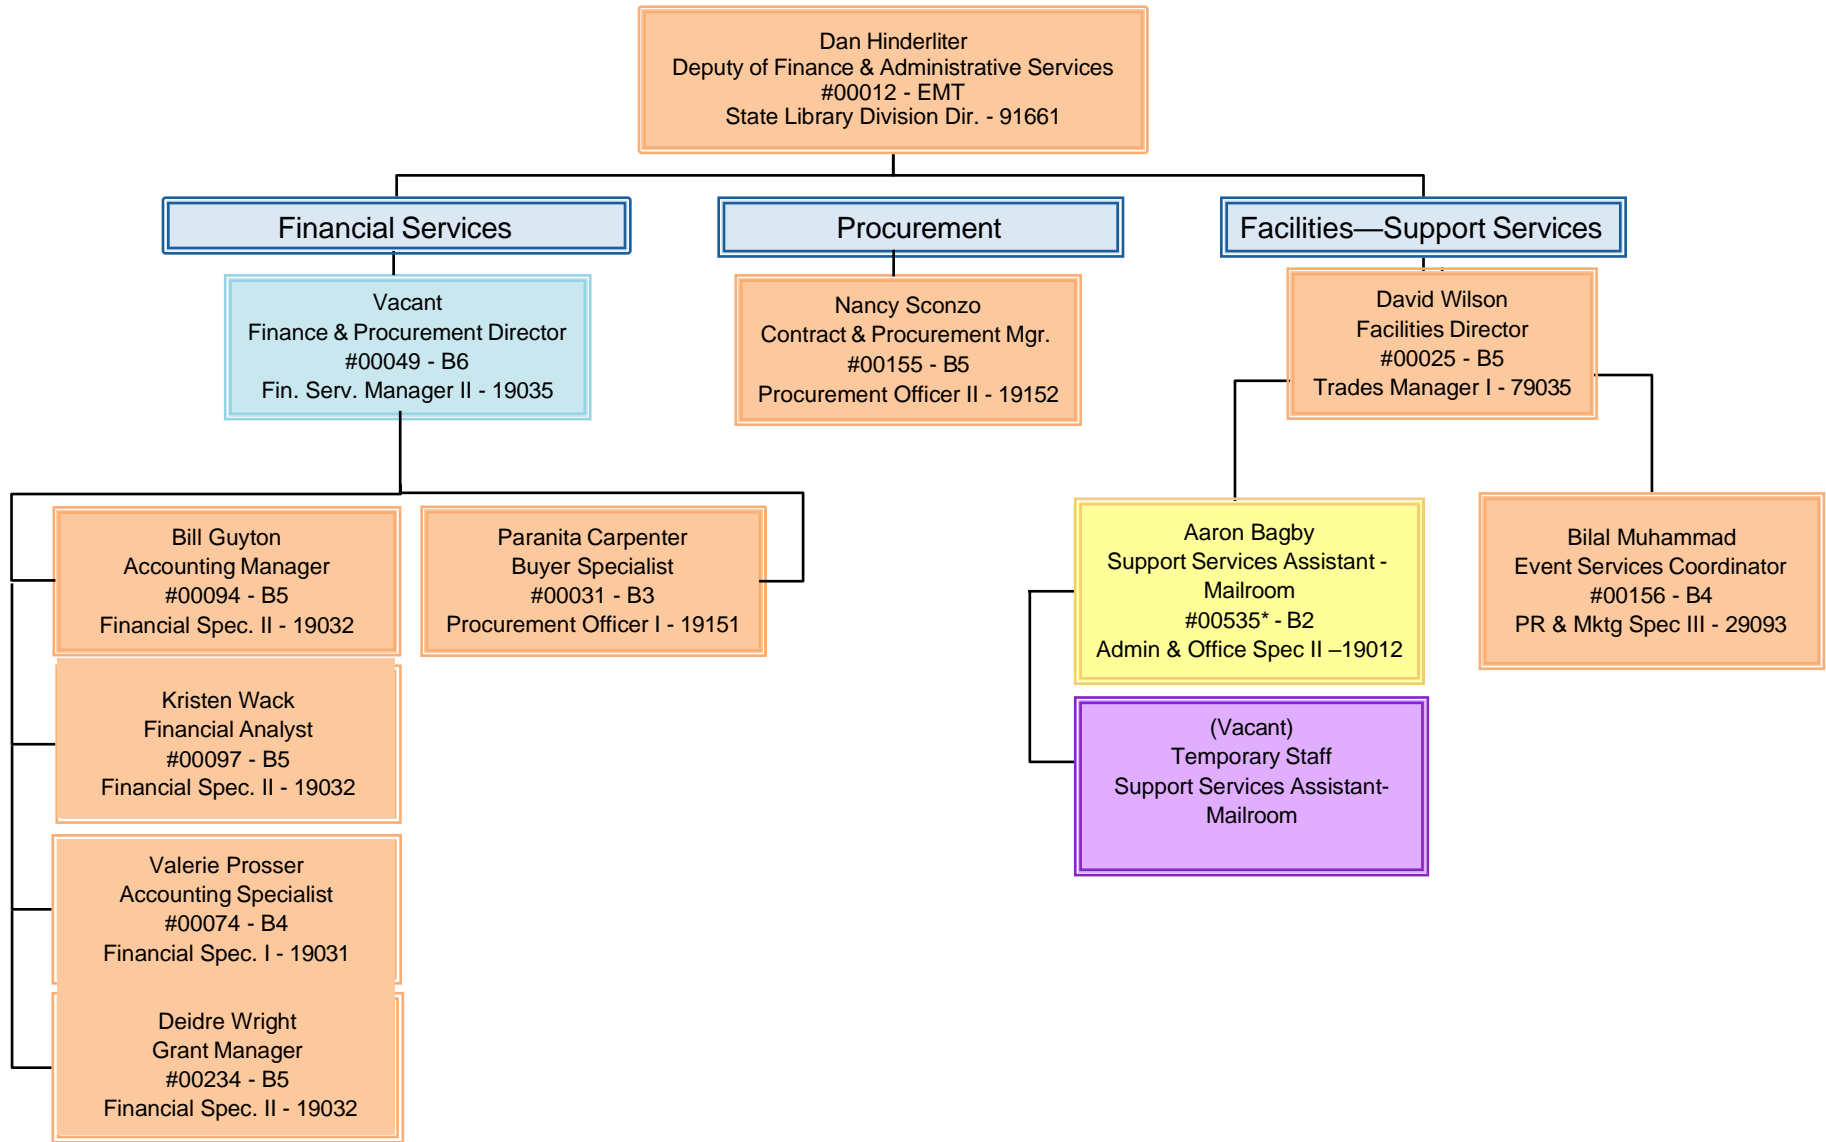 Dan Hinderliter
Deputy of Finance & Administrative Services
#00012 - EMT
State Library Division Dir. - 91661
Financial Services
Procurement
Facilities—Support Services
Vacant
Finance & Procurement Director
#00049 - B6
Fin. Serv. Manager II - 19035
Nancy Sconzo
Contract & Procurement Mgr.
#00155 - B5
Procurement Officer II - 19152
David Wilson
Facilities Director
#00025 - B5
Trades Manager I - 79035
Bill Guyton
Accounting Manager
#00094 - B5
Financial Spec. II - 19032
Paranita Carpenter
Buyer Specialist
#00031 - B3
Procurement Officer I - 19151
Aaron Bagby
Support Services Assistant -
Mailroom
#00535* - B2
Admin & Office Spec II –19012
Bilal Muhammad
Event Services Coordinator
#00156 - B4
PR & Mktg Spec III - 29093
Kristen Wack
Financial Analyst
#00097 - B5
Financial Spec. II - 19032
(Vacant)
Temporary Staff
Support Services Assistant-
Mailroom
Valerie Prosser
Accounting Specialist
#00074 - B4
Financial Spec. I - 19031
Deidre Wright
Grant Manager
#00234 - B5
Financial Spec. II - 19032